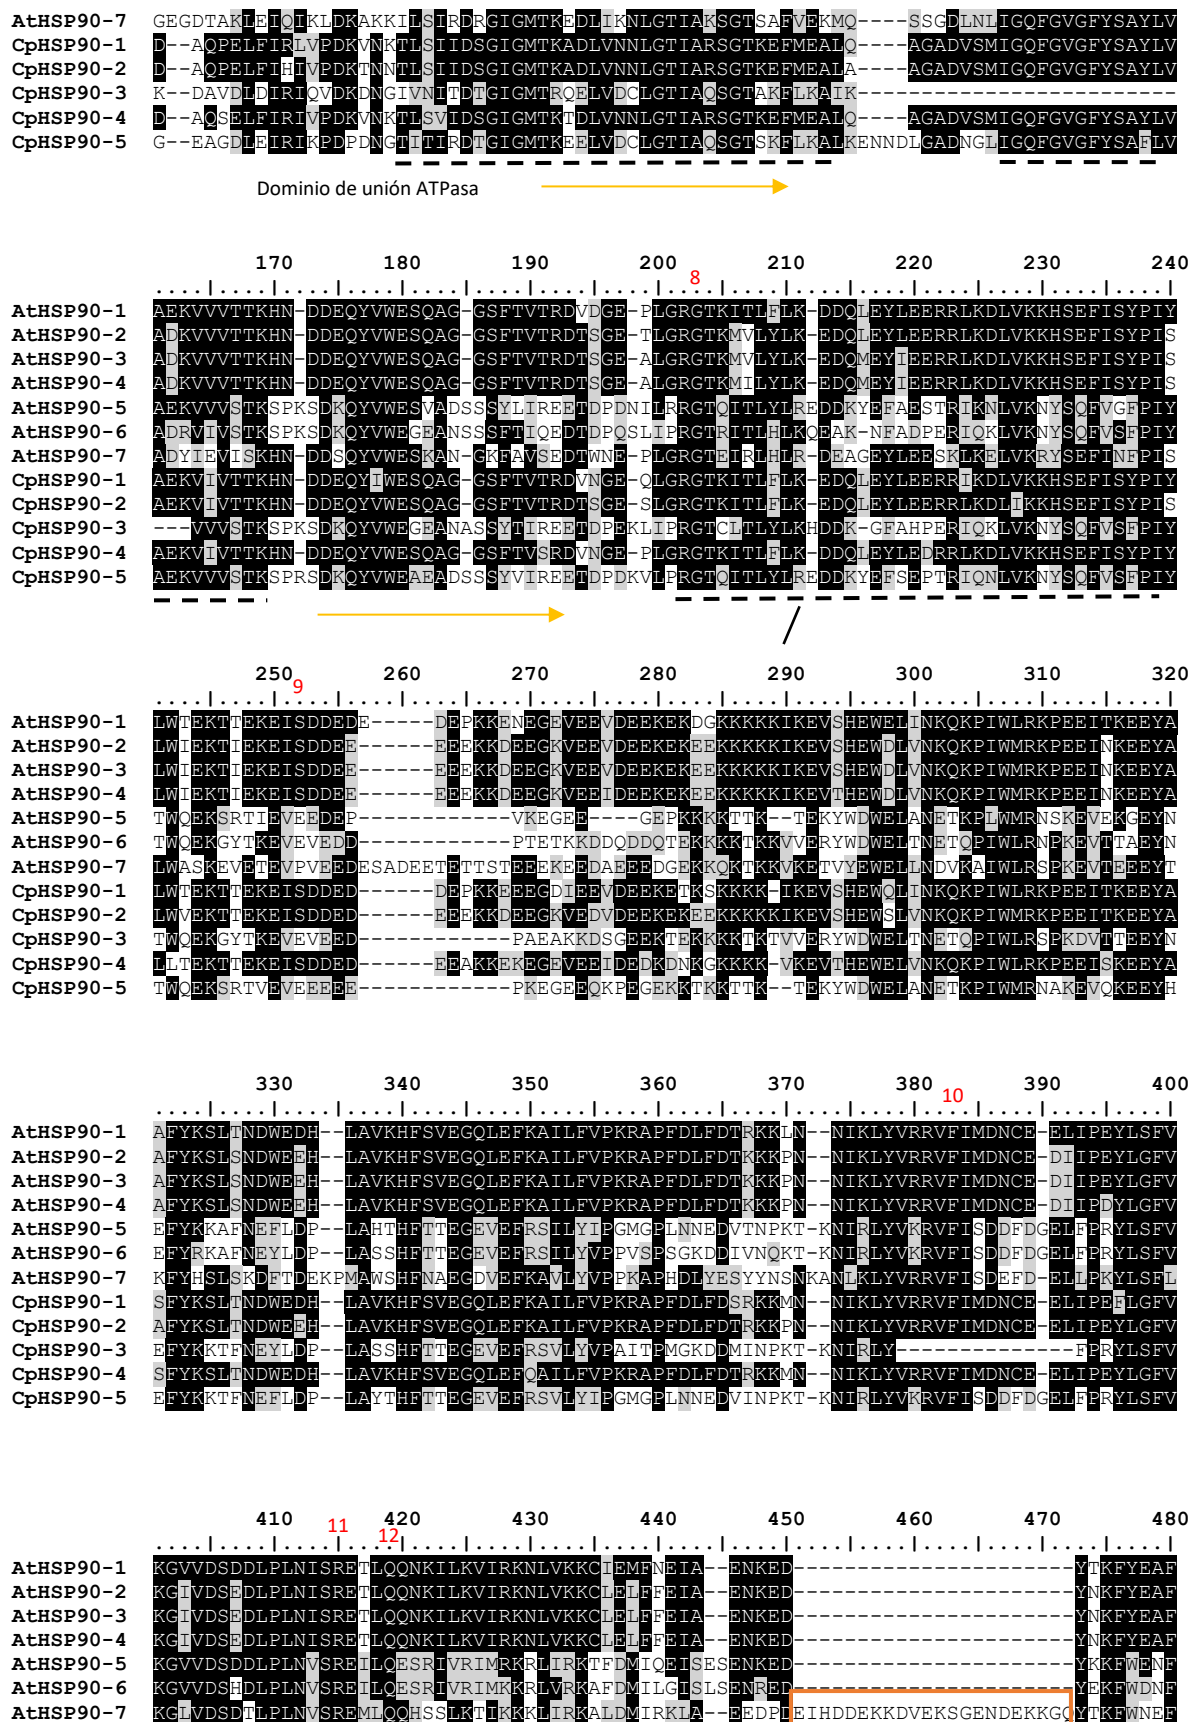 AtHSP90-7 GEGDTAKLEIQIKLDKAKKILSIRDRGIGMTKEDLIKNLGTIAKSGTSAFVEKMQ----SSGDLNLIGQFGVGFYSAYLV
CpHSP90-1 D--AQPELFIRLVPDKVNKTLSIIDSGIGMTKADLVNNLGTIARSGTKEFMEALQ----AGADVSMIGQFGVGFYSAYLV
CpHSP90-2 D--AQPELFIHIVPDKTNNTLSIIDSGIGMTKADLVNNLGTIARSGTKEFMEALA----AGADVSMIGQFGVGFYSAYLV
CpHSP90-3 K--DAVDLDIRIQVDKDNGIVNITDTGIGMTRQELVDCLGTIAQSGTAKFLKAIK-------------------------
CpHSP90-4 D--AQSELFIRIVPDKVNKTLSVIDSGIGMTKTDLVNNLGTIARSGTKEFMEALQ----AGADVSMIGQFGVGFYSAYLV
CpHSP90-5 G--EAGDLEIRIKPDPDNGTITIRDTGIGMTKEELVDCLGTIAQSGTSKFLKALKENNDLGADNGLIGQFGVGFYSAFLV
Dominio de unión ATPasa
170 180 190 200 210 220 230 240
8
AtHSP90-1 AEKVVVTTKHN-DDEQYVWESQAG-GSFTVTRDVDGE-PLGRGTKITLFLK-DDQLEYLEERRLKDLVKKHSEFISYPIY
AtHSP90-2 ADKVVVTTKHN-DDEQYVWESQAG-GSFTVTRDTSGE-TLGRGTKMVLYLK-EDQLEYLEERRLKDLVKKHSEFISYPIS
AtHSP90-3 ADKVVVTTKHN-DDEQYVWESQAG-GSFTVTRDTSGE-ALGRGTKMVLYLK-EDQMEYIEERRLKDLVKKHSEFISYPIS
AtHSP90-4 ADKVVVTTKHN-DDEQYVWESQAG-GSFTVTRDTSGE-ALGRGTKMILYLK-EDQMEYIEERRLKDLVKKHSEFISYPIS
AtHSP90-5 AEKVVVSTKSPKSDKQYVWESVADSSSYLIREETDPDNILRRGTQITLYLREDDKYEFAESTRIKNLVKNYSQFVGFPIY
AtHSP90-6 ADRVIVSTKSPKSDKQYVWEGEANSSSFTIQEDTDPQSLIPRGTRITLHLKQEAK-NFADPERIQKLVKNYSQFVSFPIY
AtHSP90-7 ADYIEVISKHN-DDSQYVWESKAN-GKFAVSEDTWNE-PLGRGTEIRLHLR-DEAGEYLEESKLKELVKRYSEFINFPIS
CpHSP90-1 AEKVIVTTKHN-DDEQYIWESQAG-GSFTVTRDVNGE-QLGRGTKITLFLK-EDQLEYLEERRIKDLVKKHSEFISYPIY
CpHSP90-2 AEKVIVTTKHN-DDEQYVWESQAG-GSFTVTRDTSGE-SLGRGTKITLFLK-EDQLEYLEERRLKDLIKKHSEFISYPIS
CpHSP90-3 ---VVVSTKSPKSDKQYVWEGEANASSYTIREETDPEKLIPRGTCLTLYLKHDDK-GFAHPERIQKLVKNYSQFVSFPIY
CpHSP90-4 AEKVIVTTKHN-DDEQYVWESQAG-GSFTVSRDVNGE-PLGRGTKITLFLK-DDQLEYLEDRRLKDLVKKHSEFISYPIY
CpHSP90-5 AEKVVVSTKSPRSDKQYVWEAEADSSSYVIREETDPDKVLPRGTQITLYLREDDKYEFSEPTRIQNLVKNYSQFVSFPIY
250 260 270 280 290 300 310 320
9
AtHSP90-1 LWTEKTTEKEISDDEDE-----DEPKKENEGEVEEVDEEKEKDGKKKKKIKEVSHEWELINKQKPIWLRKPEEITKEEYA
AtHSP90-2 LWIEKTIEKEISDDEE------EEEKKDEEGKVEEVDEEKEKEEKKKKKIKEVSHEWDLVNKQKPIWMRKPEEINKEEYA
AtHSP90-3 LWIEKTIEKEISDDEE------EEEKKDEEGKVEEVDEEKEKEEKKKKKIKEVSHEWDLVNKQKPIWMRKPEEINKEEYA
AtHSP90-4 LWIEKTIEKEISDDEE------EEEKKDEEGKVEEIDEEKEKEEKKKKKIKEVTHEWDLVNKQKPIWMRKPEEINKEEYA
AtHSP90-5 TWQEKSRTIEVEEDEP---------VKEGEE----GEPKKKKTTK--TEKYWDWELANETKPLWMRNSKEVEKGEYN
AtHSP90-6 TWQEKGYTKEVEVEDD---------PTETKKDDQDDQTEKKKKTKKVVERYWDWELTNETQPIWLRNPKEVTTAEYN
AtHSP90-7 LWASKEVETEVPVEEDESADEETETTSTEEEKEEDAEEEDGEKKQKTKKVKETVYEWELLNDVKAIWLRSPKEVTEEEYT
CpHSP90-1 LWTEKTTEKEISDDED------DEPKKEEEGDIEEVDEEKETKSKKKK-IKEVSHEWQLINKQKPIWLRKPEEITKEEYA
CpHSP90-2 LWVEKTTEKEISDDED------EEEKKDEEGKVEDVDEEKEKEEKKKKKIKEVSHEWSLVNKQKPIWMRKPEEITKEEYA
CpHSP90-3 TWQEKGYTKEVEVEED---------PAEAKKDSGEEKTEKKKKTKTVVERYWDWELTNETQPIWLRSPKDVTTEEYN
CpHSP90-4 LLTEKTTEKEISDDED------EEAKKEKEGEVEEIDEDKDNKGKKKK-VKEVTHEWELVNKQKPIWLRKPEEISKEEYA
CpHSP90-5 TWQEKSRTVEVEEEEE---------PKEGEEQKPEGEKKTKKTTK--TEKYWDWELANETKPIWMRNAKEVQKEEYH
330 340 350 360 370 380 390 400
10
AtHSP90-1 AFYKSLTNDWEDH--LAVKHFSVEGQLEFKAILFVPKRAPFDLFDTRKKLN--NIKLYVRRVFIMDNCE-ELIPEYLSFV
AtHSP90-2 AFYKSLSNDWEEH--LAVKHFSVEGQLEFKAILFVPKRAPFDLFDTKKKPN--NIKLYVRRVFIMDNCE-DIIPEYLGFV
AtHSP90-3 AFYKSLSNDWEEH--LAVKHFSVEGQLEFKAILFVPKRAPFDLFDTKKKPN--NIKLYVRRVFIMDNCE-DIIPEYLGFV
AtHSP90-4 AFYKSLSNDWEEH--LAVKHFSVEGQLEFKAILFVPKRAPFDLFDTKKKPN--NIKLYVRRVFIMDNCE-DIIPDYLGFV
AtHSP90-5 EFYKKAFNEFLDP--LAHTHFTTEGEVEFRSILYIPGMGPLNNEDVTNPKT-KNIRLYVKRVFISDDFDGELFPRYLSFV
AtHSP90-6 EFYRKAFNEYLDP--LASSHFTTEGEVEFRSILYVPPVSPSGKDDIVNQKT-KNIRLYVKRVFISDDFDGELFPRYLSFV
AtHSP90-7 KFYHSLSKDFTDEKPMAWSHFNAEGDVEFKAVLYVPPKAPHDLYESYYNSNKANLKLYVRRVFISDEFD-ELLPKYLSFL
CpHSP90-1 SFYKSLTNDWEDH--LAVKHFSVEGQLEFKAILFVPKRAPFDLFDSRKKMN--NIKLYVRRVFIMDNCE-ELIPEFLGFV
CpHSP90-2 AFYKSLTNDWEEH--LAVKHFSVEGQLEFKAILFVPKRAPFDLFDTRKKPN--NIKLYVRRVFIMDNCE-ELIPEYLGFV
CpHSP90-3 EFYKKTFNEYLDP--LASSHFTTEGEVEFRSVLYVPAITPMGKDDMINPKT-KNIRLY-----------FPRYLSFV
CpHSP90-4 SFYKSLTNDWEDH--LAVKHFSVEGQLEFQAILFVPKRAPFDLFDTRKKMN--NIKLYVRRVFIMDNCE-ELIPEYLGFV
CpHSP90-5 EFYKKTFNEFLDP--LAYTHFTTEGEVEFRSVLYIPGMGPLNNEDVINPKT-KNIRLYVKRVFISDDFDGELFPRYLSFV
410 420 430 440 450 460 470 480
11 12
AtHSP90-1 KGVVDSDDLPLNISRETLQQNKILKVIRKNLVKKCIEMFNEIA--ENKED----------------------YTKFYEAF
AtHSP90-2 KGIVDSEDLPLNISRETLQQNKILKVIRKNLVKKCLELFFEIA--ENKED----------------------YNKFYEAF
AtHSP90-3 KGIVDSEDLPLNISRETLQQNKILKVIRKNLVKKCLELFFEIA--ENKED----------------------YNKFYEAF
AtHSP90-4 KGIVDSEDLPLNISRETLQQNKILKVIRKNLVKKCLELFFEIA--ENKED----------------------YNKFYEAF
AtHSP90-5 KGVVDSDDLPLNVSREILQESRIVRIMRKRLIRKTFDMIQEISESENKED----------------------YKKFWENF
AtHSP90-6 KGVVDSHDLPLNVSREILQESRIVRIMKKRLVRKAFDMILGISLSENRED----------------------YEKFWDNF
AtHSP90-7 KGLVDSDTLPLNVSREMLQQHSSLKTIKKKLIRKALDMIRKLA--EEDPDEIHDDEKKDVEKSGENDEKKGQYTKFWNEF